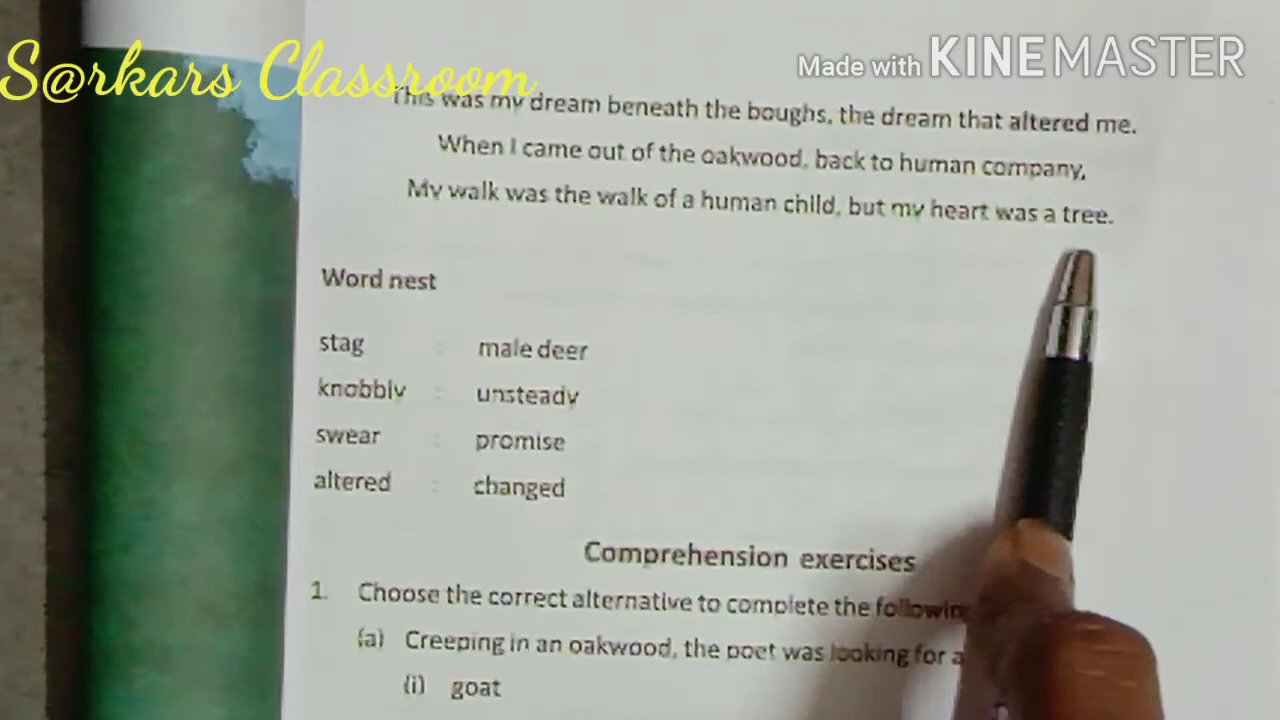 S@rkars Classroom
Made with KINEMASTER
This was my dream beneath the boughs, the dream that altered me.
When I came out of the oakwood, back to human company,
My walk was the walk of a human child, but my heart was a tree.
Word nest
stag : male deer
knobbly : unsteady
swear : promise
altered : changed
Comprehension exercises
1. Choose the correct alternative to complete the following
(a) Creeping in an oakwood, the poet was looking for a
(i) goat